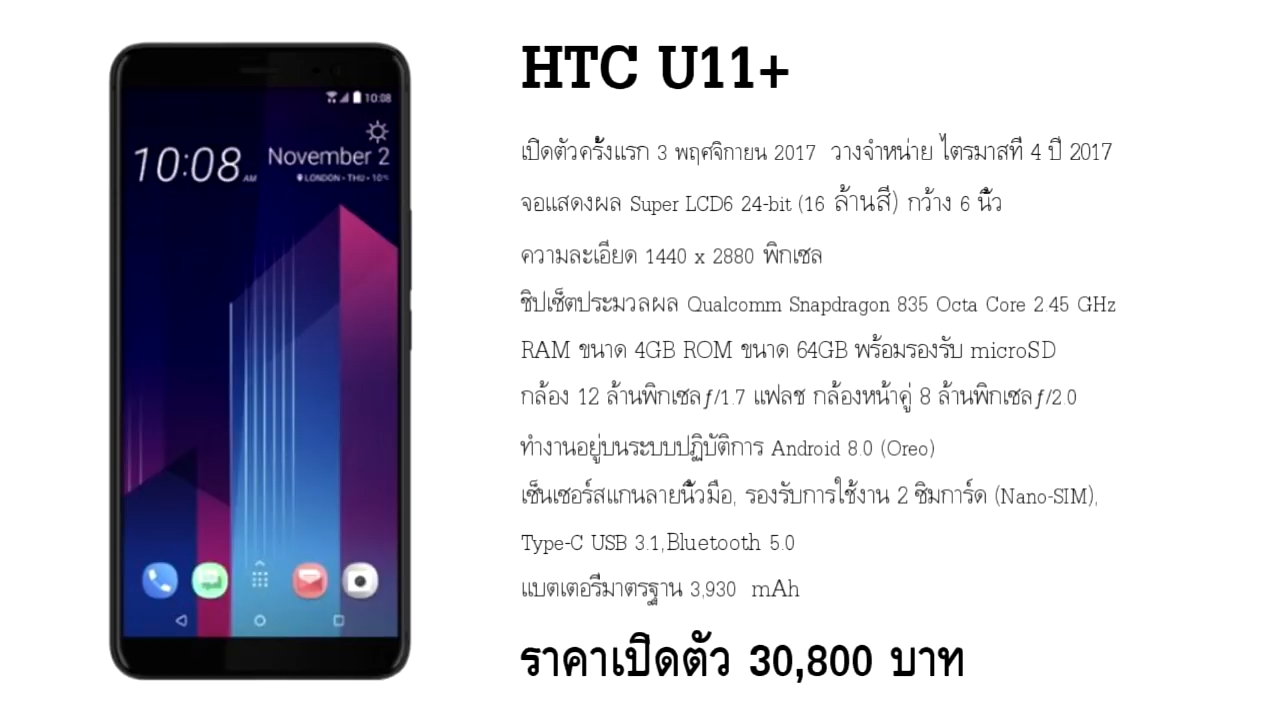 10:08
10:08 AM
November 2
LONDON - THU - 10°
HTC U11+
เปิดตัวครั้งแรก 3 พฤศจิกายน 2017 วางจำหน่าย ไตรมาสที่ 4 ปี 2017
จอแสดงผล Super LCD6 24-bit (16 ล้านสี) กว้าง 6 นิ้ว
ความละเอียด 1440 x 2880 พิกเซล
ชิปเซ็ตประมวลผล Qualcomm Snapdragon 835 Octa Core 2.45 GHz
RAM ขนาด 4GB ROM ขนาด 64GB พร้อมรองรับ microSD
กล้อง 12 ล้านพิกเซล ƒ/1.7 แฟลช กล้องหน้าคู่ 8 ล้านพิกเซล ƒ/2.0
ทำงานอยู่บนระบบปฏิบัติการ Android 8.0 (Oreo)
เซ็นเซอร์สแกนลายนิ้วมือ, รองรับการใช้งาน 2 ซิมการ์ด (Nano-SIM),
Type-C USB 3.1,Bluetooth 5.0
แบตเตอรี่มาตรฐาน 3,930 mAh
ราคาเปิดตัว 30,800 บาท